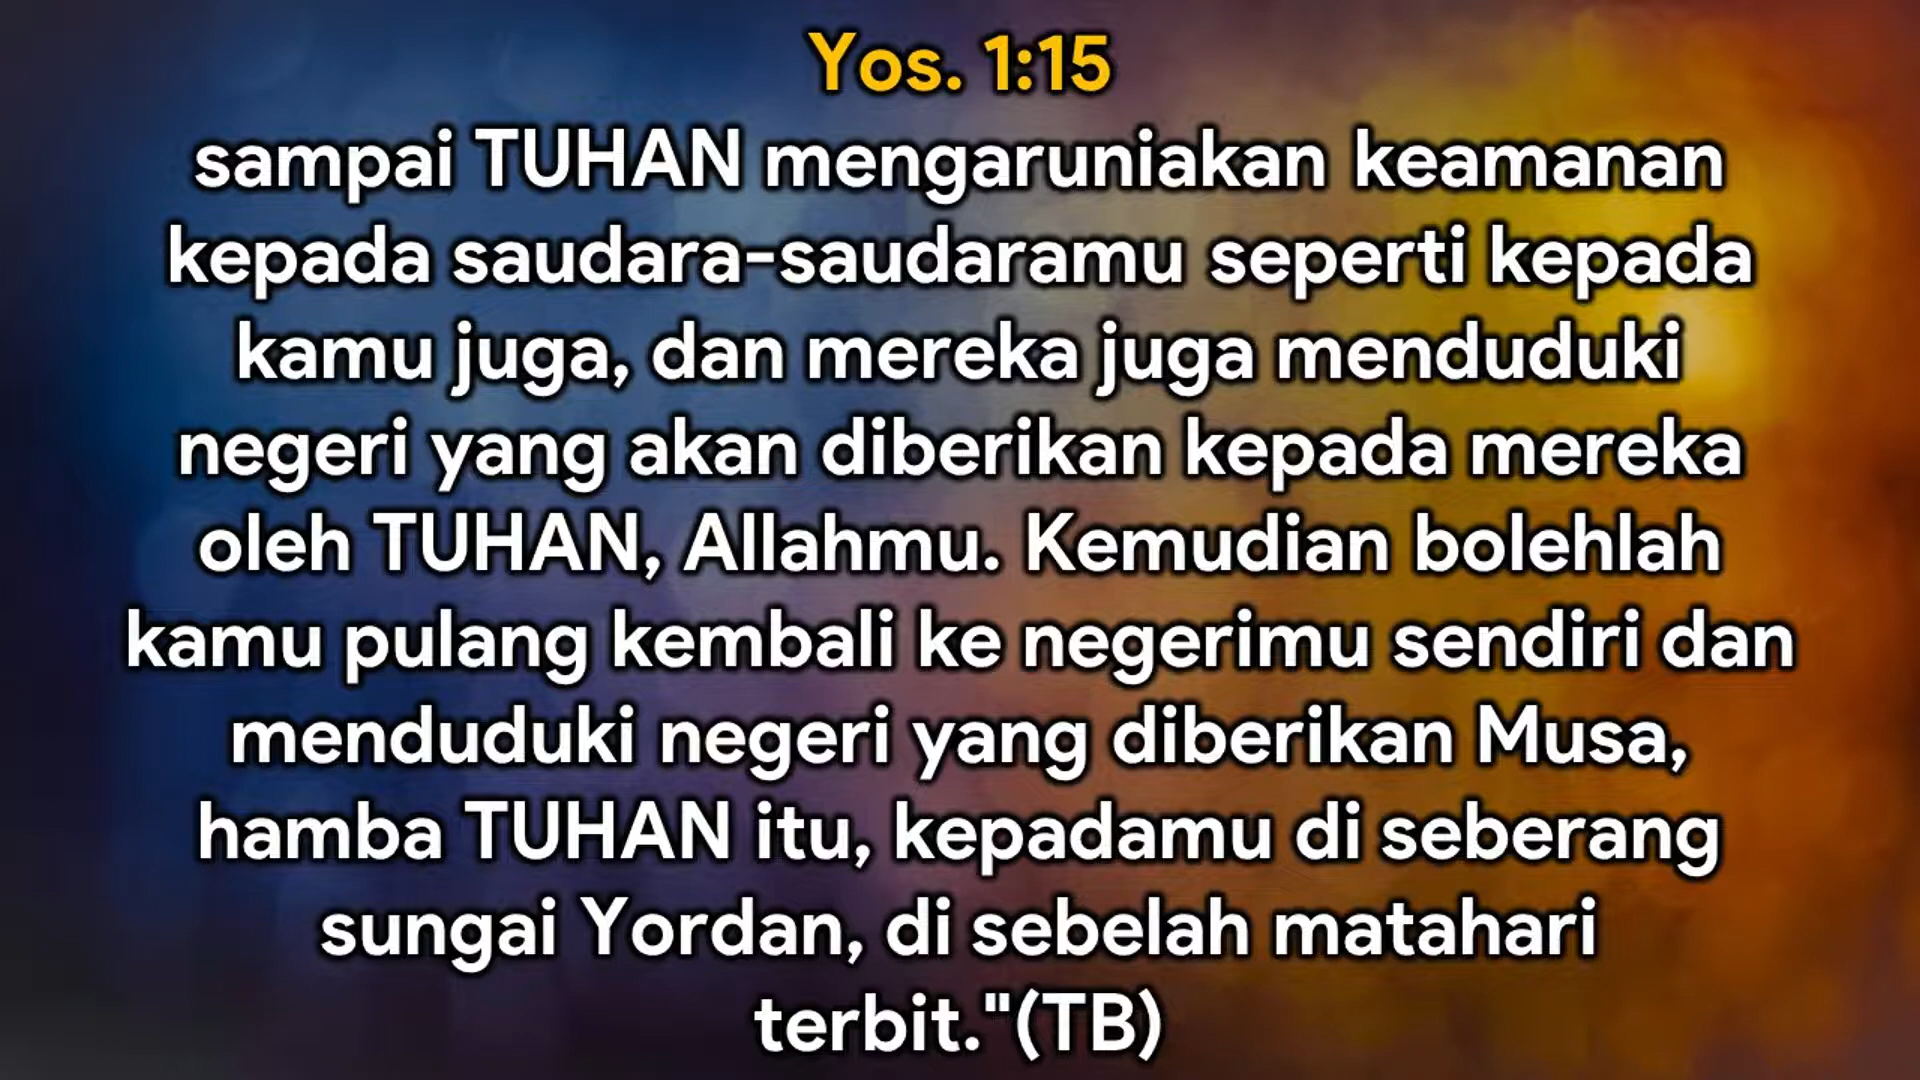 Yos. 1:15
sampai TUHAN mengaruniakan keamanan
kepada saudara-saudaramu seperti kepada
kamu juga, dan mereka juga menduduki
negeri yang akan diberikan kepada mereka
oleh TUHAN, Allahmu. Kemudian bolehlah
kamu pulang kembali ke negerimu sendiri dan
menduduki negeri yang diberikan Musa,
hamba TUHAN itu, kepadamu di seberang
sungai Yordan, di sebelah matahari
terbit."(TB)